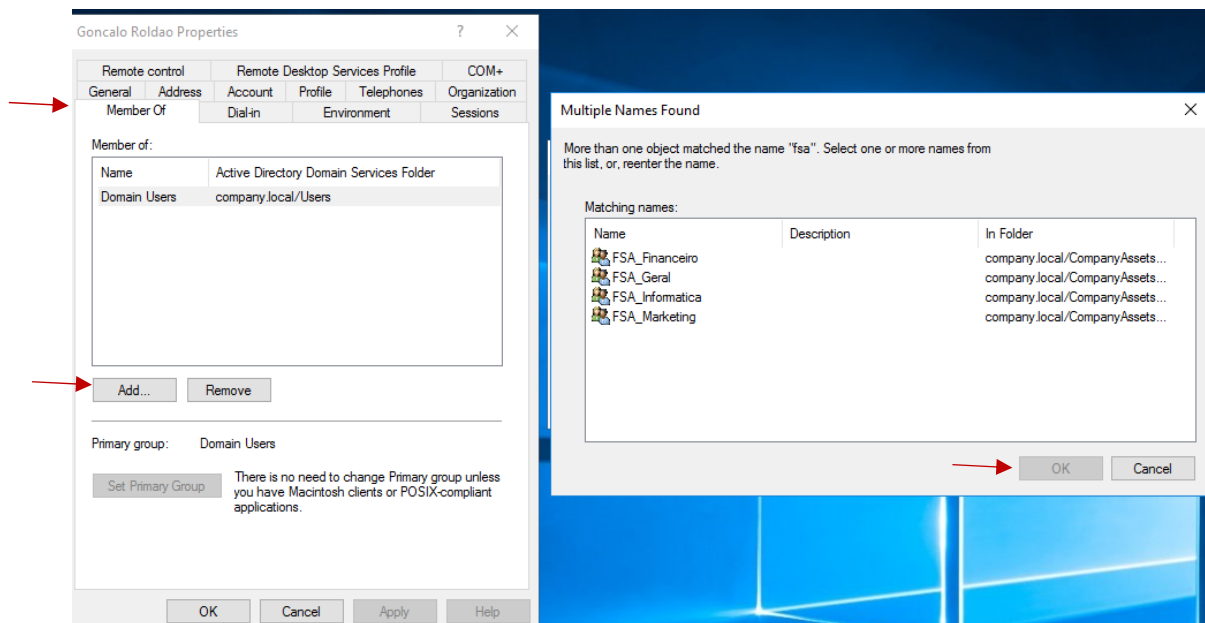 Goncalo Roldao Properties
Remote control Remote Desktop Services Profile COM+
General Address Account Profile Telephones Organization
Member Of Dial-in Environment Sessions
Member of:
Name Active Directory Domain Services Folder
Domain Users company.local/Users
Add... Remove
Primary group: Domain Users
Set Primary Group
There is no need to change Primary group unless
you have Macintosh clients or POSIX-compliant
applications.
OK Cancel Apply Help
Multiple Names Found
More than one object matched the name "fsa". Select one or more names from
this list, or, reenter the name.
Matching names:
Name Description In Folder
FSA_Financeiro company.local/CompanyAssets...
FSA_Geral company.local/CompanyAssets...
FSA_Informatica company.local/CompanyAssets...
FSA_Marketing company.local/CompanyAssets...
OK Cancel